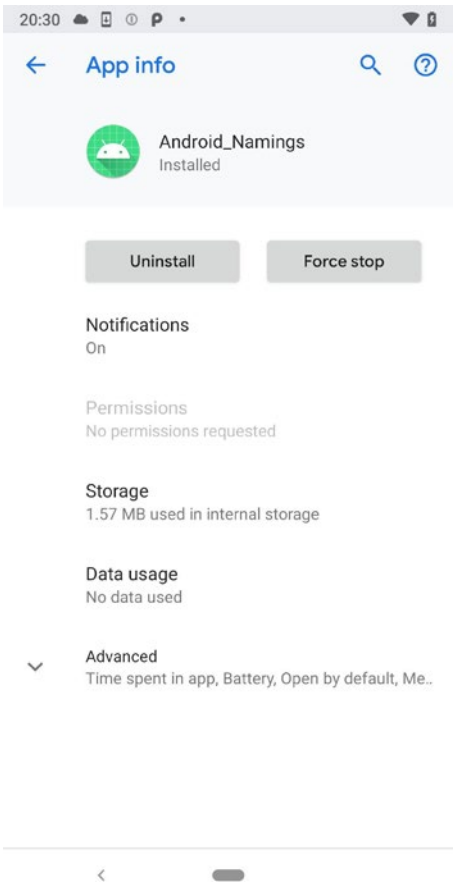 20:30
App info
Android_Namings
Installed
Uninstall
Force stop
Notifications
On
Permissions
No permissions requested
Storage
1.57 MB used in internal storage
Data usage
No data used
Advanced
Time spent in app, Battery, Open by default, Me..